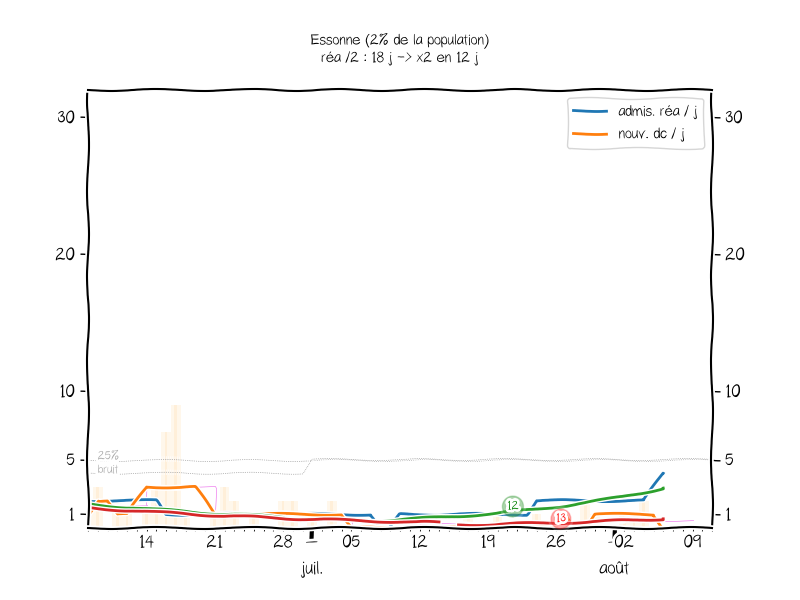 Essonne (2% de la population)
réa /2 : 18 j -> x2 en 12 j
admis. réa / j
nouv. dc / j
30
30
20
20
10
10
25%
5
5
bruit
12
13
1
1
14 21 28 05 12 19 26 02 09
juil. août